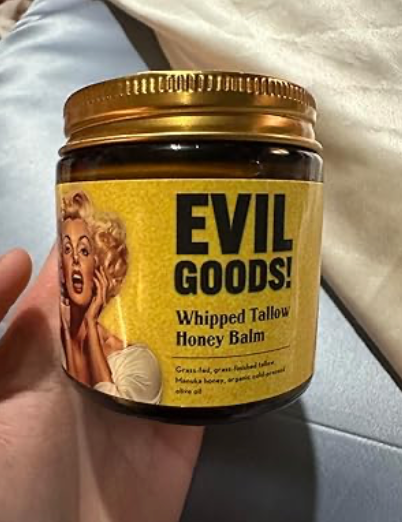 EVIL
GOODS!
Whipped Tallow
Honey Balm
Grass-fed, grass-finished tallow,
Manuka honey, organic cold-pressed
olive oil